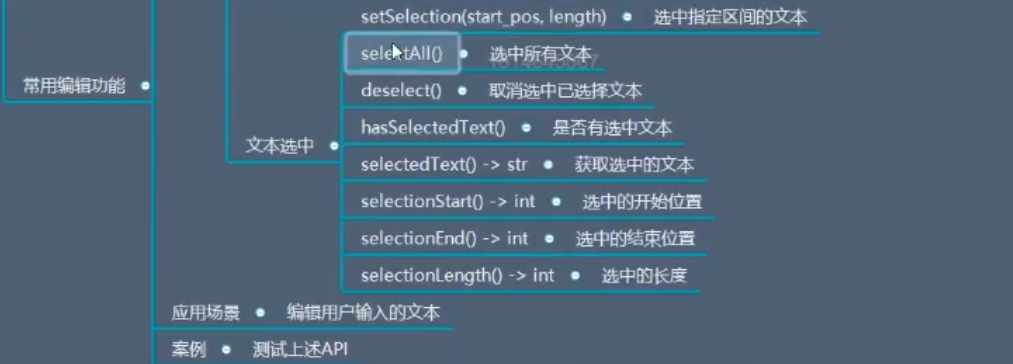 setSelection(start_pos, length) 选中指定区间的文本
selectAll() 选中所有文本
常用编辑功能
deselect() 取消选中已选择文本
hasSelectedText() 是否有选中文本
文本选中
selectedText() -> str 获取选中的文本
selectionStart() -> int 选中的开始位置
selectionEnd() -> int 选中的结束位置
selectionLength() -> int 选中的长度
应用场景 编辑用户输入的文本
案例 测试上述API